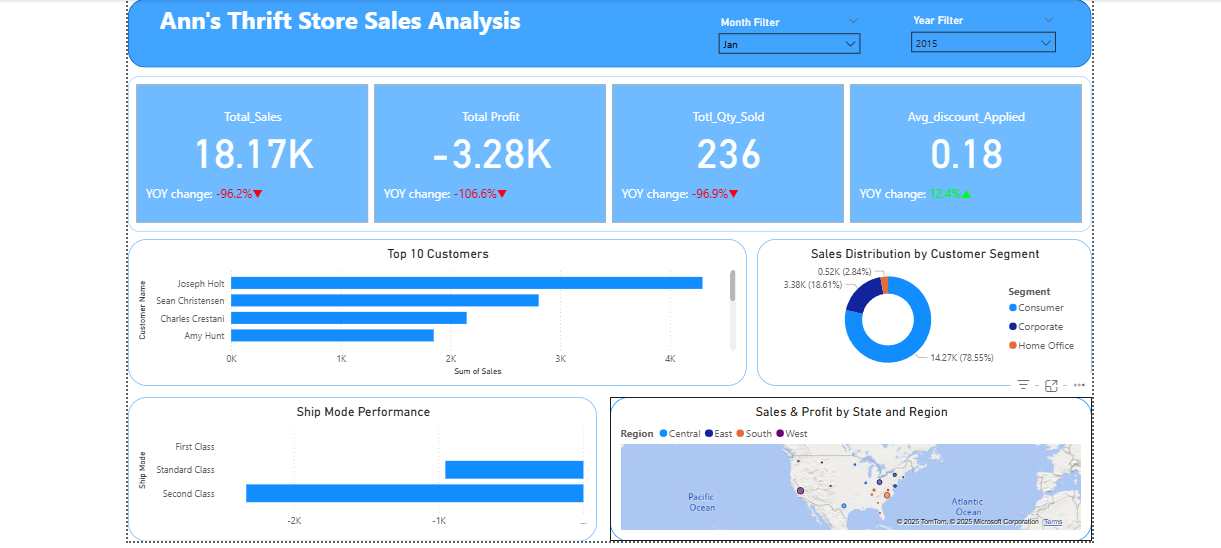 Ann's Thrift Store Sales Analysis
Month Filter
Jan
Year Filter
2015
Total_Sales
18.17K
YOY change: -96.2%▼
Total Profit
-3.28K
YOY change: -106.6%▼
Totl_Qty_Sold
236
YOY change: -96.9%▼
Avg_discount_Applied
0.18
YOY change: 12.4%▲
Top 10 Customers
Customer Name
Joseph Holt
Sean Christensen
Charles Crestani
Amy Hunt
0K 1K 2K 3K 4K
Sum of Sales
Sales Distribution by Customer Segment
0.52K (2.84%)
3.38K (18.61%)
14.27K (78.55%)
Segment
Consumer
Corporate
Home Office
Ship Mode Performance
Ship Mode
First Class
Standard Class
Second Class
-2K -1K ...
Sales & Profit by State and Region
Region Central East South West
Pacific
Ocean
Atlantic
Ocean
© 2025 TomTom, © 2025 Microsoft Corporation Terms